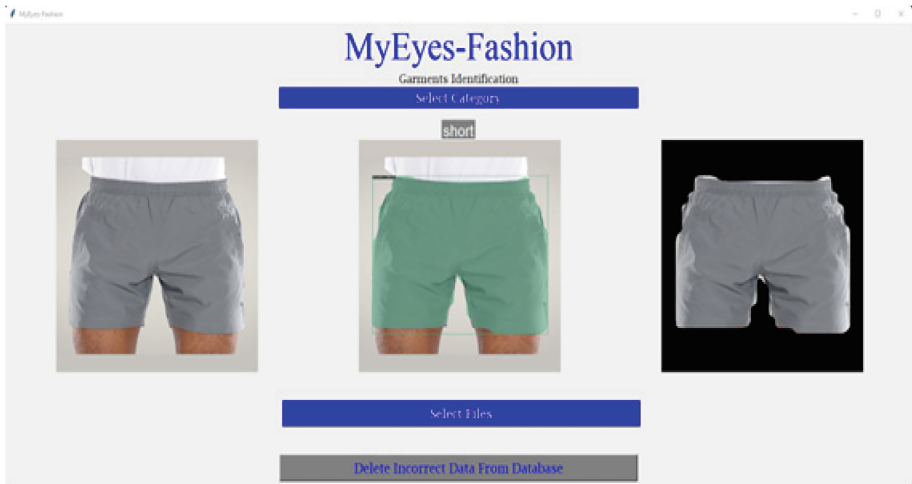 MyEyes-Fashion
MyEyes-Fashion
Garments Identification
Select Category
short
Select Files
Delete Incorrect Data From Database